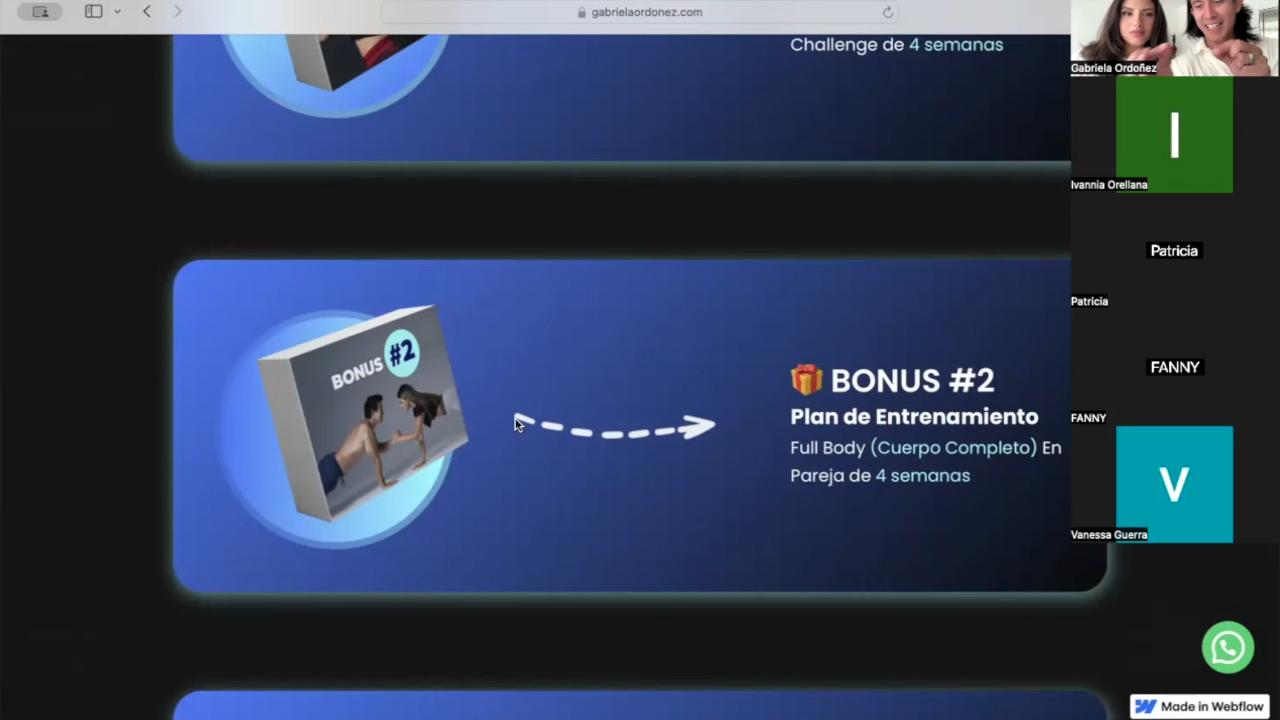 gabrielaordonez.com
Challenge de 4 semanas
Gabriela Ordoñez
I
Ivannia Orellana
Patricia
Patricia
BONUS #2
🎁 BONUS #2
Plan de Entrenamiento
Full Body (Cuerpo Completo) En
Pareja de 4 semanas
FANNY
FANNY
V
Vanessa Guerra
Made in Webflow